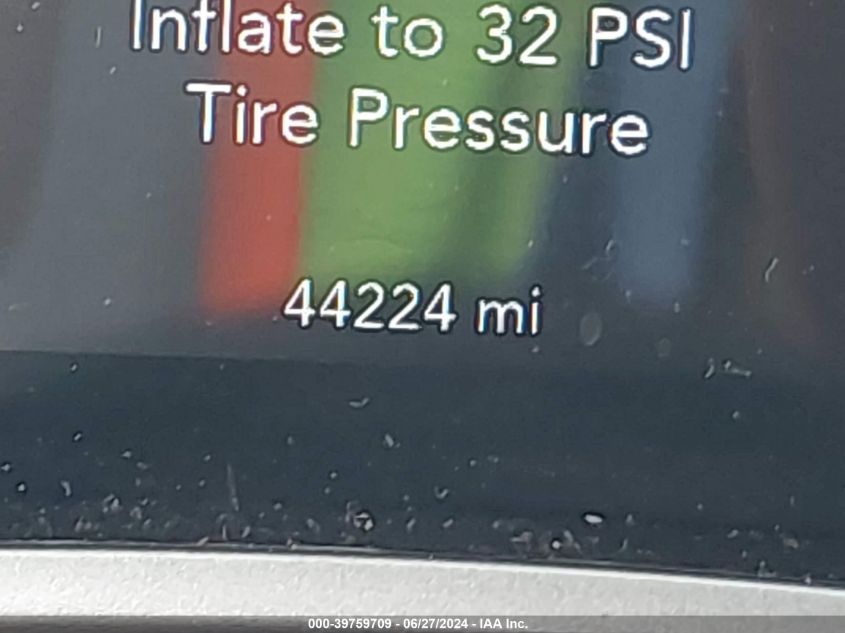 Inflate to 32 PSI
Tire Pressure
44224 mi
000-39759709 - 06/27/2024 - IAA Inc.